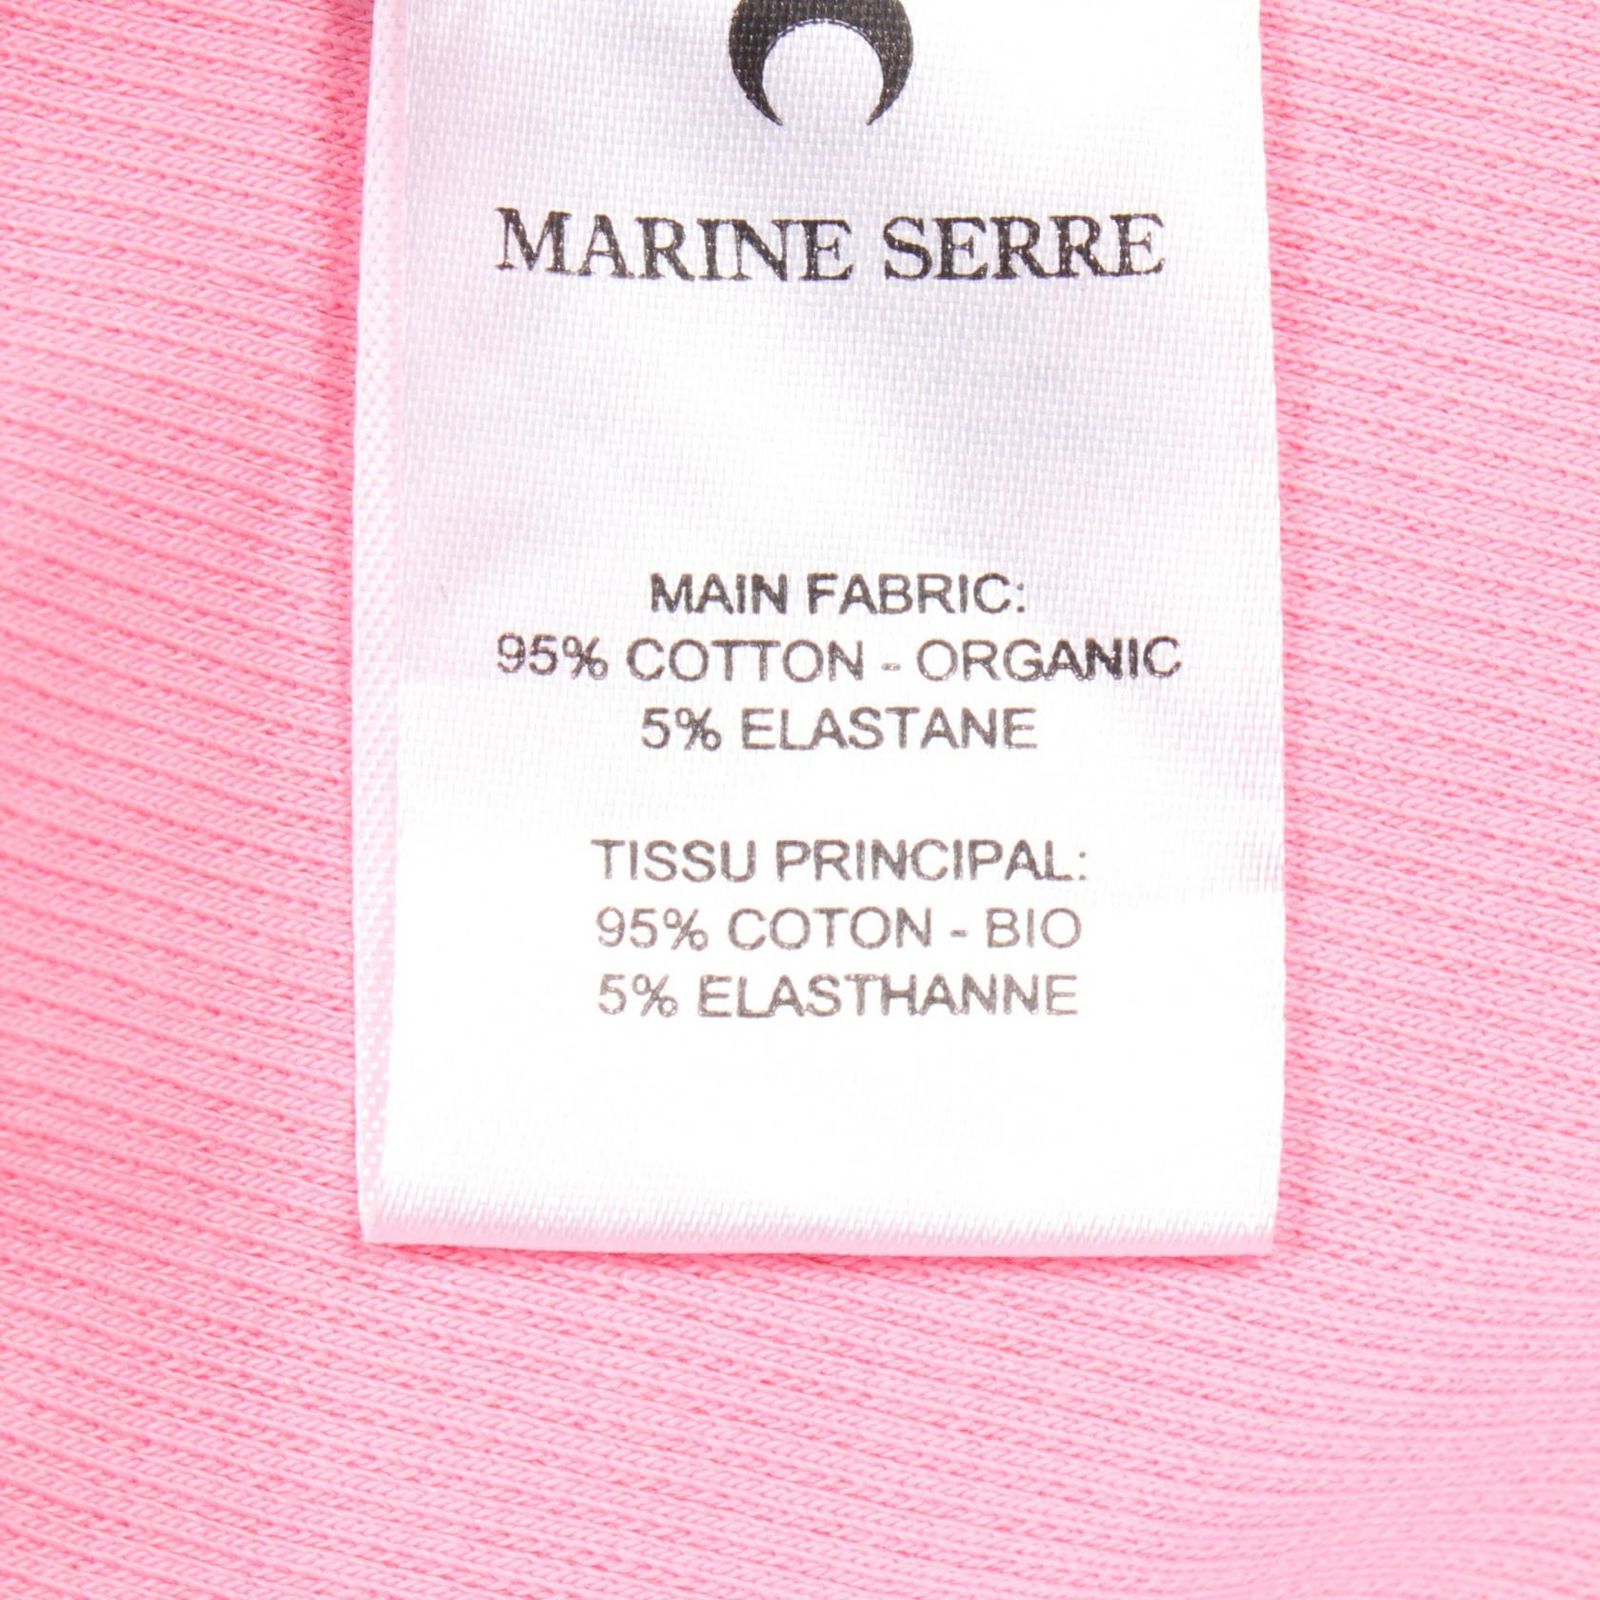 MARINE SERRE
MAIN FABRIC:
95% COTTON - ORGANIC
5% ELASTANE
TISSU PRINCIPAL:
95% COTON - BIO
5% ELASTHANNE